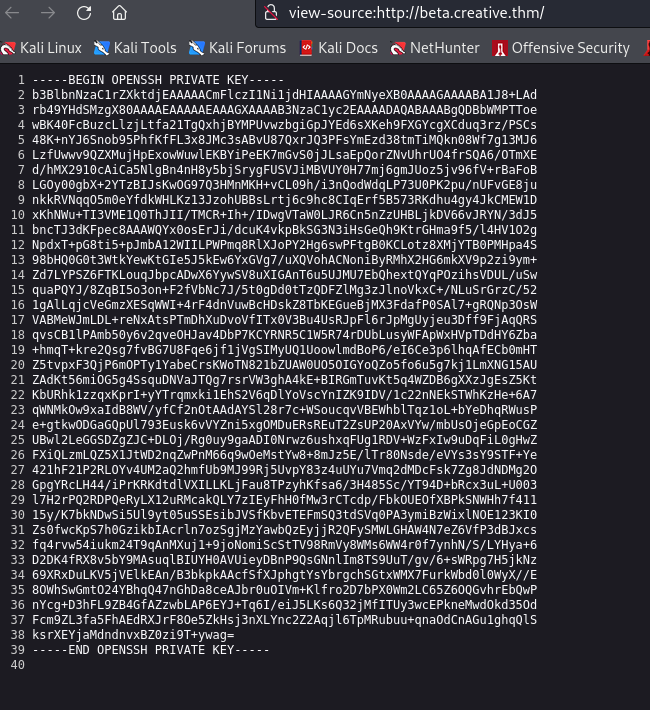 view-source:http://beta.creative.thm/
Kali Linux Kali Tools Kali Forums Kali Docs NetHunter Offensive Security
1 -----BEGIN OPENSSH PRIVATE KEY-----
2 b3BlbnNzaC1rZXktdjEAAAAACmFlczI1Ni1jdHIAAAAGYmNyeXB0AAAAGAAAABA1J8+LAd
3 rb49YHdSMzgX80AAAAEAAAAAEAAAGXAAAAB3NzaC1yc2EAAAADAQABAAABgQDBbWMPTToe
4 wBK40FcBuzcLlzjLtfa21TgQxhjBYMPUvwzbgiGpJYEd6sXKeh9FXGYcgXCduq3rz/PSCs
5 48K+nYJ6Snob95PhfKfFL3x8JMc3sABvU87QxrJQ3PFsYmEzd38tmTiMQkn08Wf7g13MJ6
6 LzfUwwv9QZXMujHpExowWuwlEKBYiPeEK7mGvS0jJLsaEpQorZNvUhrUO4frSQA6/OTmXE
7 d/hMX2910cAiCa5NlgBn4nH8y5bjSrygFUSVJiMBVUY0H77mj6gmJUoz5jv96fV+rBaFoB
8 LGOy00gbX+2YTzBIJsKwOG97Q3HMnMKH+vCL09h/i3nQodWdqLP73U0PK2pu/nUFvGE8ju
9 nkkRVNqqO5m0eYfdkWHLKz13JzohUBBsLrtj6c9hc8CIqErf5B573RKdhu4gy4JkCMEW1D
10 xKhNWu+TI3VME1Q0ThJII/TMCR+Ih+/IDwgVTaW0LJR6Cn5nZzUHBLjkDV66vJRYN/3dJ5
11 bncTJ3dKFpec8AAAWQYx0osErJi/dcuK4vkpBkSG3N3iHsGeQh9KtrGHma9f5/l4HV1O2g
12 NpdxT+pG8ti5+pJmbA12WIILPWPmq8RlXJoPY2Hg6swPFtgB0KCLotz8XMjYTB0PMHpa4S
13 98bHQ0G0t3WtkYewKtGIe5J5kEw6YxGVg7/uXQVohACNoniByRMhX2HG6mkXV9p2zi9ym+
14 Zd7LYPSZ6FTKLouqJbpcADwX6YywSV8uXIGAnT6u5UJMU7EbQhextQYqPOzihsVDUL/uSw
15 quaPQYJ/8ZqBI5o3on+F2fVbNc7J/5t0gDd0tTzQDFZlMg3zJlnoVkxC+/NLuSrGrzC/52
16 1gAlLqjcVeGmzXESqWWI+4rF4dnVuwBcHDskZ8TbKEGueBjMX3FdafP0SAl7+gRQNp3OsW
17 VABMeWJmLDL+reNxAtsPTmDhXuDvoVfITx0V3Bu4UsRJpFl6rJpMgUyjeu3Dff9FjAqQRS
18 qvsCB1lPAmb50y6v2qveOHJav4DbP7KCYRNR5C1W5R74rDUbLusyWFApWxHVpTDdHY6Zba
19 +hmqT+kre2Qsg7fvBG7U8Fqe6jf1jVgSIMyUQ1UoowlmdBoP6/eI6Ce3p6lhqAfECb0mHT
20 Z5tvpxF3QjP6mOPTy1YabeCrsKWoTN821bZUAW0UO5OIGYoQZo5fo6u5g7kj1LmXNG15AU
21 ZAdKt56miOG5g4SsquDNVaJTQg7rsrVW3ghA4kE+BIRGmTuvKt5q4WZDB6gXXzJgEsZ5Kt
22 KbURhk1zzqxKprI+yYTrqmxki1EhS2V6qDlYoVscYnIZK9IDV/1c22nNEkSTWhKzHe+6A7
23 qWNMkOw9xaIdB8WV/yfCf2nOtAAdAYSl28r7c+WSoucqvVBEWhblTqz1oL+bYeDhqRWusP
24 e+gtkwODGaGQpUl793Eusk6vVYZni5xgOMDuERsREuT2ZsUP20AxVYw/mbUsOjeGpEoCGZ
25 UBwl2LeGGSDZgZJC+DLOj/Rg0uy9gaADI0Nrwz6ushxqFUg1RDV+WzFxIw9uDqFiL0gHwZ
26 FXiQLzmLQZ5X1JtWD2nqZwPnM66q9wOeMstYw8+8mJz5E/lTr80Nsde/eVYs3sY9STF+Ye
27 421hF21P2RLOYv4UM2aQ2hmfUb9MJ99Rj5UvpY83z4uUYu7Vmq2dMDcFsk7Zg8JdNDMg2O
28 GpgYRcLH44/iPrKRKdtdlVXILLKLjFau8TPzyhKfsa6/3H485Sc/YT94D+bRcx3uL+U003
29 l7H2rPQ2RDPQeRyLX12uRMcakQLY7zIEyFhH0fMw3rCTcdp/FbkOUEOfXBPkSNWHh7f411
30 15y/K7bkNDwSi5Ul9yt05uSSEsibJVSfKbvETEFmSQ3tdSVq0PA3ymiBzWixlNOE123KI0
31 Zs0fwcKpS7h0GzikbIAcrln7ozSgjMzYawbQzEyjjR2QFySMWLGHAW4N7eZ6VfP3dBJxcs
32 fq4rvw54iukm24T9qAnMXuj1+9joNomiScStTV98RmVy8WMs6WW4r0f7ynhN/S/LYHya+6
33 D2DK4fRX8v5bY9MAsuqlBIUYH0AVUieyDBnP9QsGNnlIm8TS9UuT/gv/6+sWRpg7H5jkNz
34 69XRxDuLKV5jVElkEAn/B3bkpkAAcfSfXJphgtYsYbrgchSGtxWMX7FurkWbd0l0WyX//E
35 8OWhSwGmtO24YBhqQ47nGhDa8ceAJbr0uOIVm+Klfro2D7bPX0Wm2LC65Z6OQGvhrEbQwP
36 nYcg+D3hFL9ZB4GfAZzwbLAP6EYJ+Tq6I/eiJ5LKs6Q32jMfITUy3wcEPkneMwdOkd35Od
37 Fcm9ZL3fa5FhAEdRXJrF8Oe5ZkHsj3nXLYnc2Z2Aqjl6TpMRubuu+qnaOdCnAGu1ghqQlS
38 ksrXEYjaMdndnvxBZ0zi9T+ywag=
39 -----END OPENSSH PRIVATE KEY-----
40